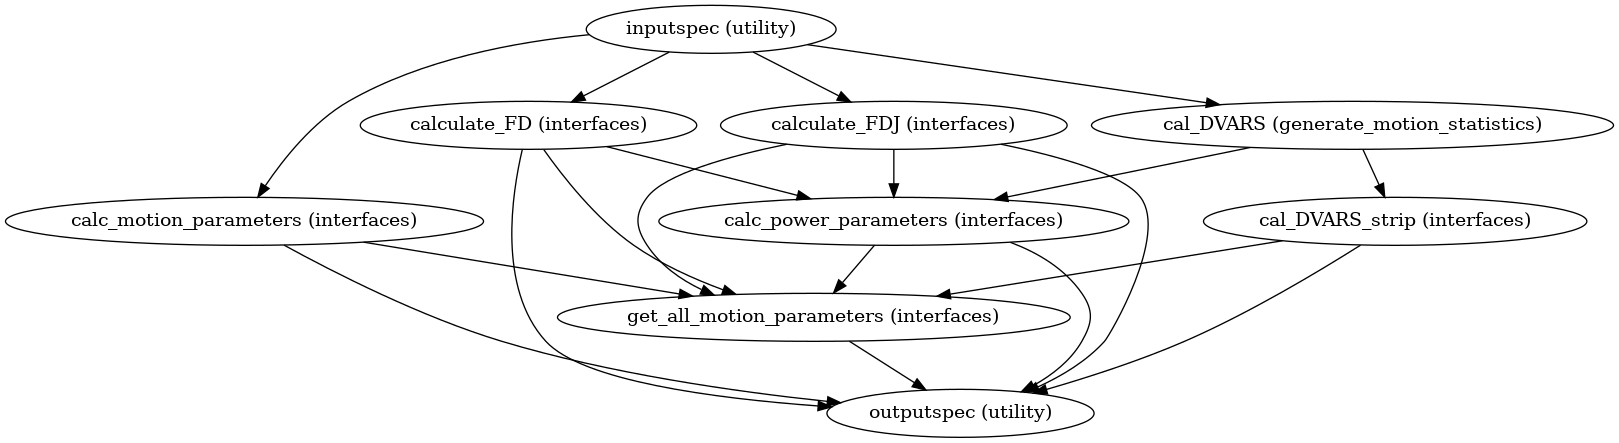 inputspec (utility)
calculate_FD (interfaces)
calculate_FDJ (interfaces)
cal_DVARS (generate_motion_statistics)
calc_motion_parameters (interfaces)
calc_power_parameters (interfaces)
cal_DVARS_strip (interfaces)
get_all_motion_parameters (interfaces)
outputspec (utility)